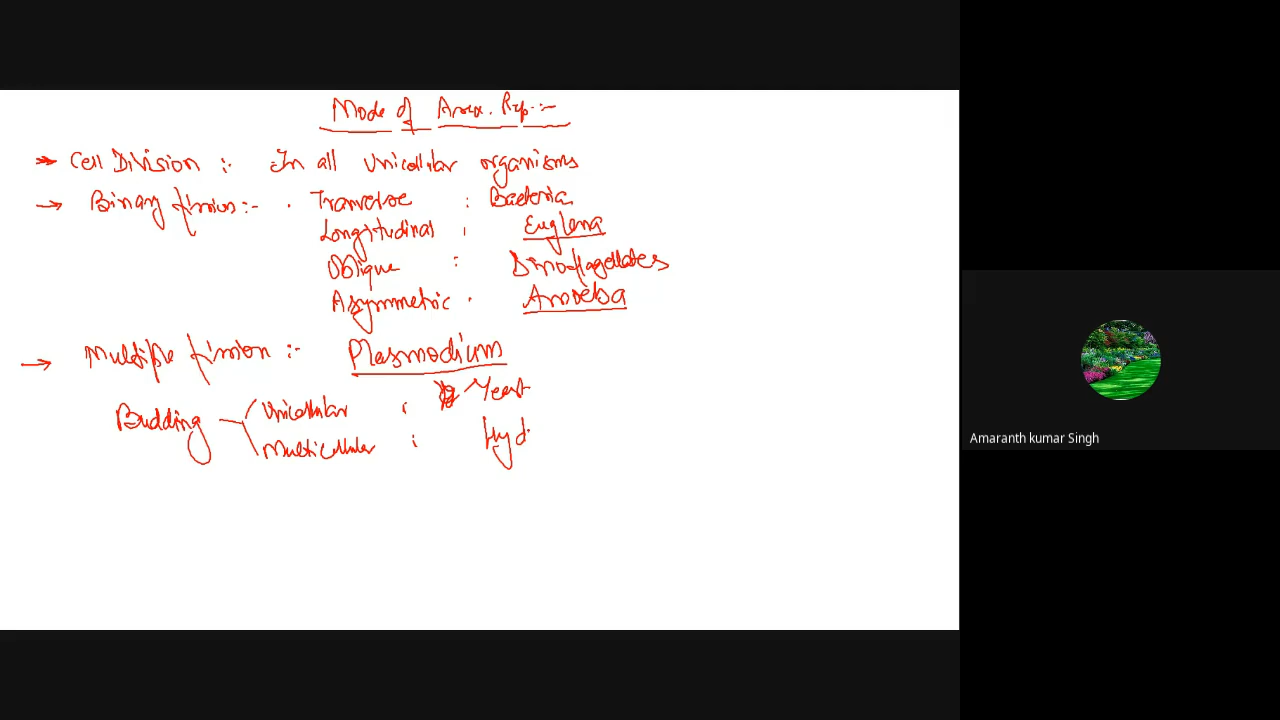 Mode of Asex. Rep. :-
→ Cell Division :- In all Unicellular organisms
→ Binary fission :- . Tranverse : Bacteria
Longitudinal : Euglena
Oblique : Dinoflagellates
Asymmetric . Amoeba
→ Multiple fission :- Plasmodium
Budding Unicellular : Yeast
Multicellular : Hyd
Amaranth kumar Singh